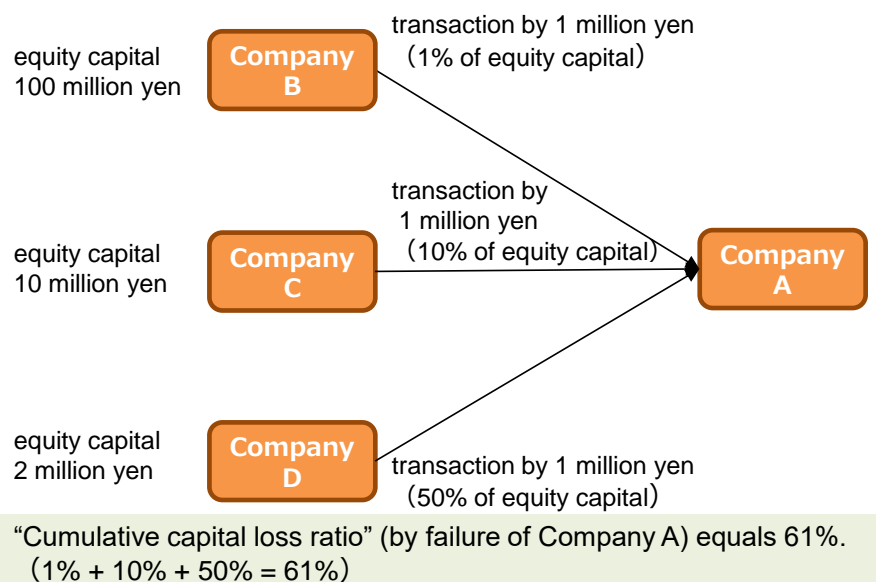 transaction by 1 million yen
（1% of equity capital）
equity capital
100 million yen
Company
B
transaction by
1 million yen
（10% of equity capital）
equity capital
10 million yen
Company
C
Company
A
equity capital
2 million yen
Company
D
transaction by 1 million yen
（50% of equity capital）
“Cumulative capital loss ratio” (by failure of Company A) equals 61%.
（1% + 10% + 50% = 61%）